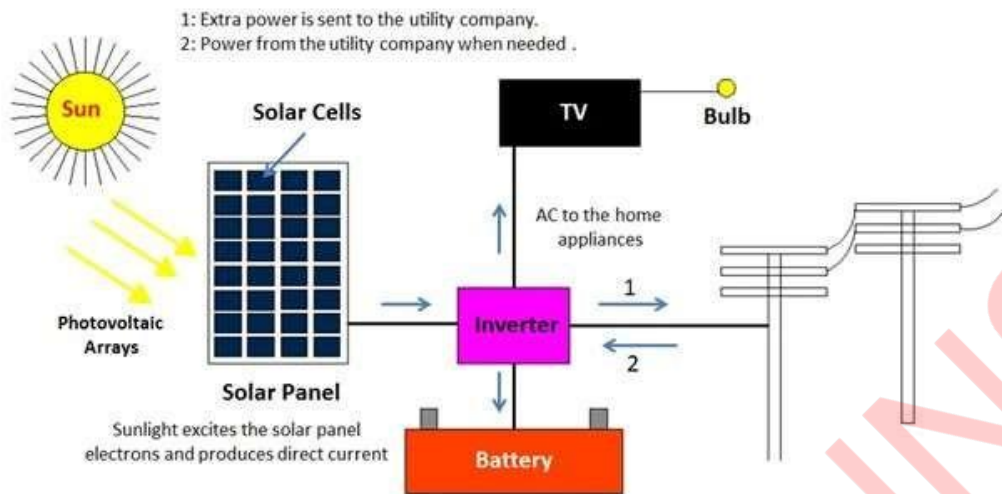 1: Extra power is sent to the utility company.
2: Power from the utility company when needed .
Sun
Solar Cells
TV
Bulb
AC to the home
appliances
Photovoltaic
Arrays
1
Inverter
2
Solar Panel
Sunlight excites the solar panel
electrons and produces direct current
Battery